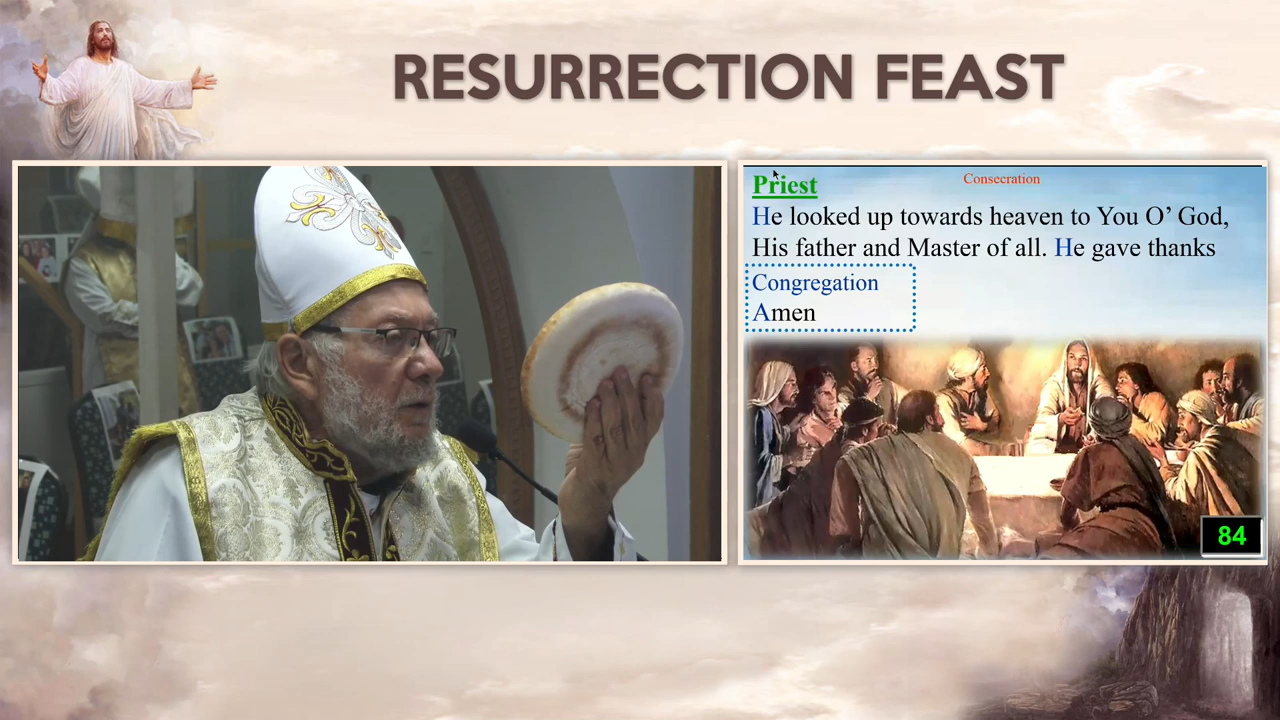 RESURRECTION FEAST
Priest
Consecration
He looked up towards heaven to You O’ God,
His father and Master of all. He gave thanks
Congregation
Amen
84